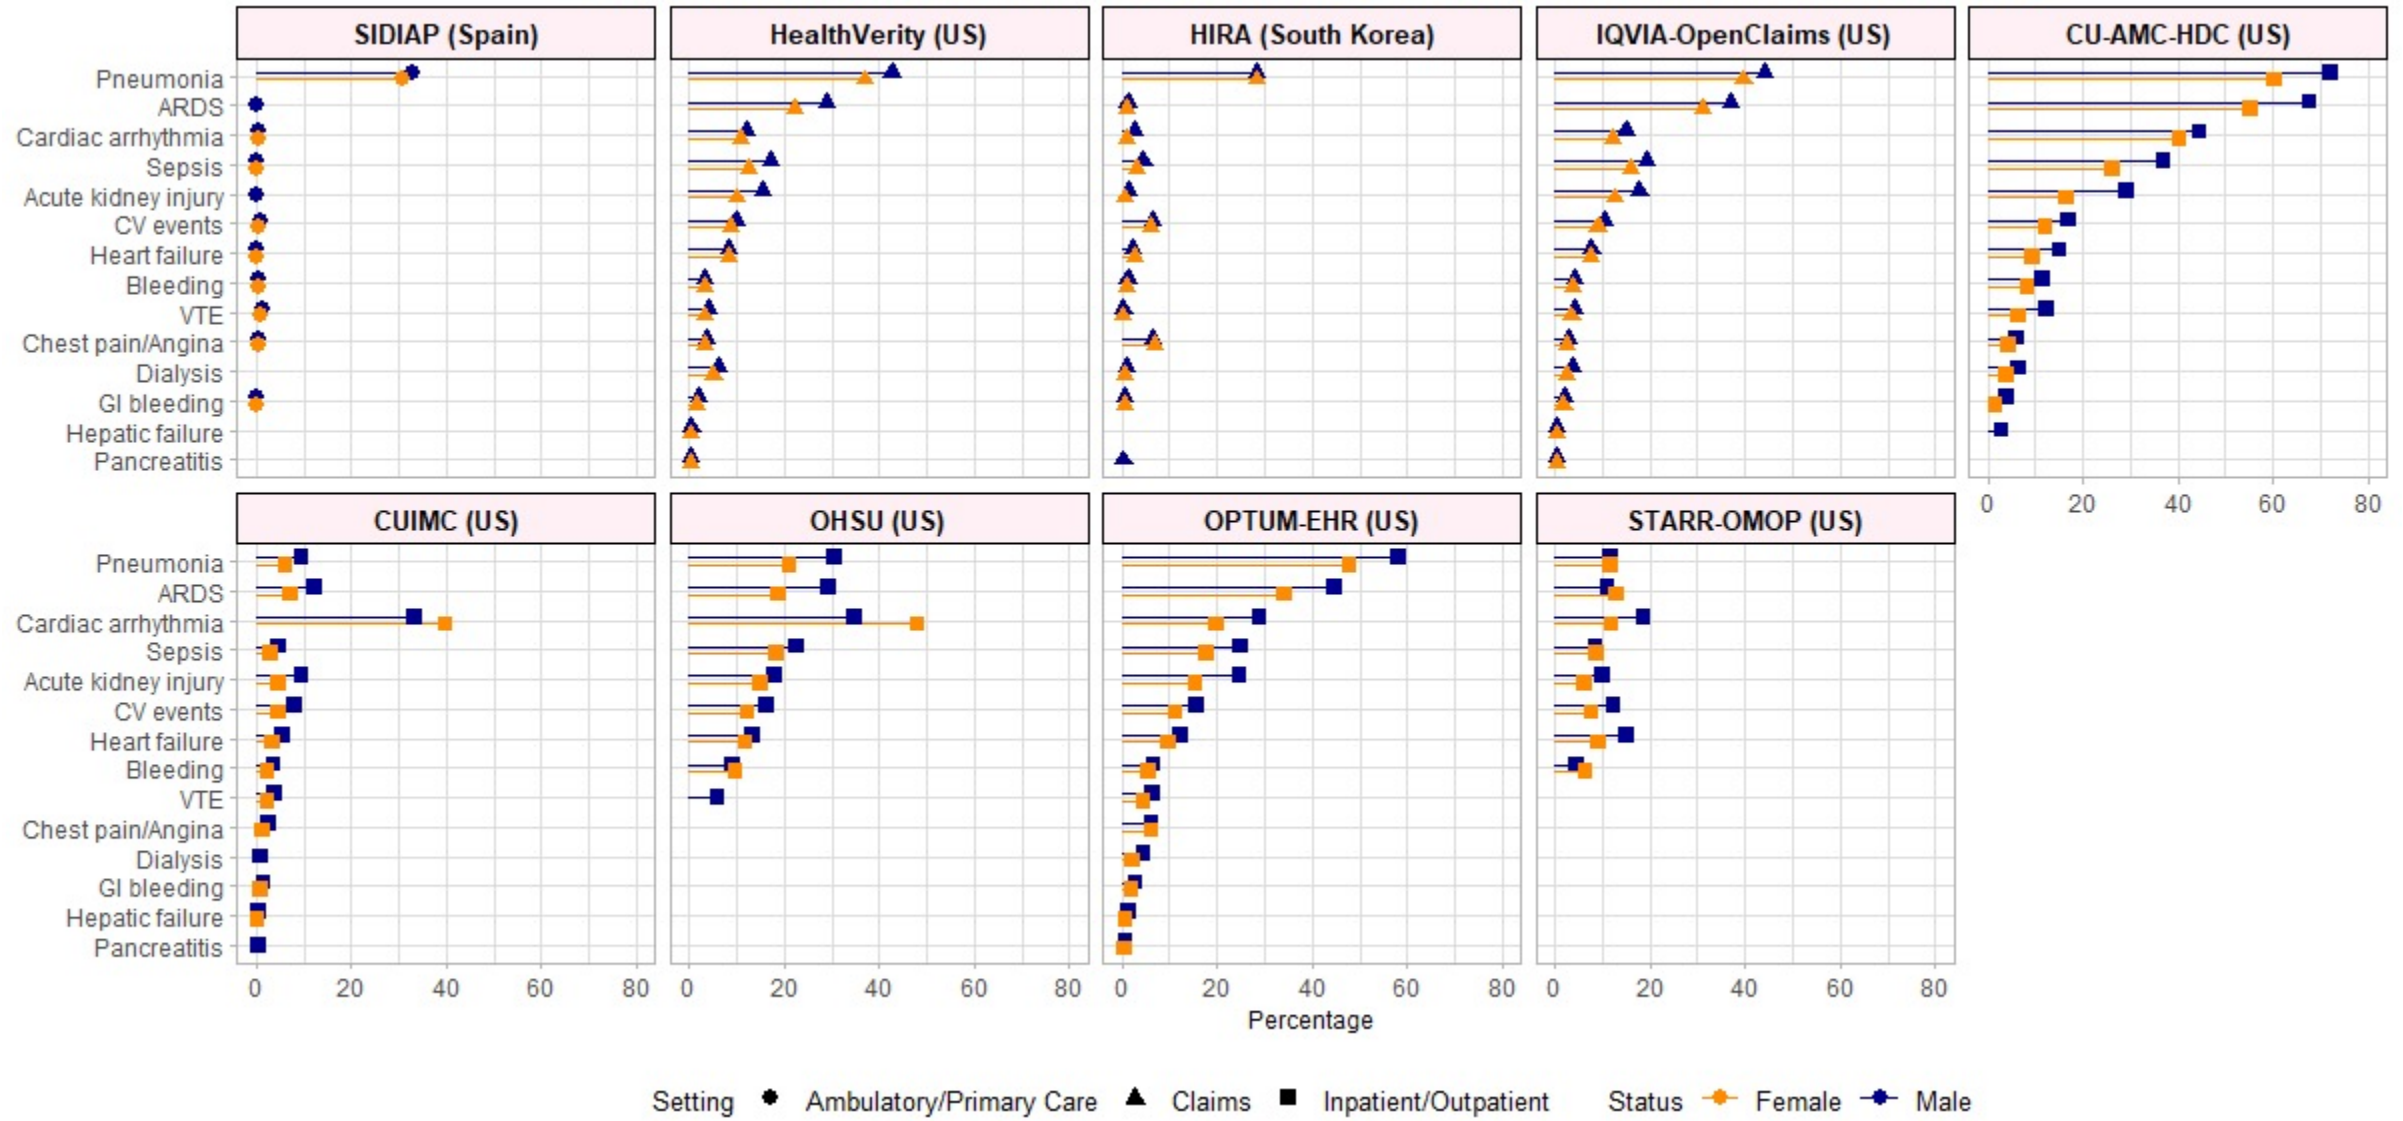 SIDIAP (Spain)
HealthVerity (US)
HIRA (South Korea)
IQVIA-OpenClaims (US)
CU-AMC-HDC (US)
Pneumonia
ARDS
Cardiac arrhythmia
Sepsis
Acute kidney injury
CV events
Heart failure
Bleeding
VTE
Chest pain/Angina
Dialysis
GI bleeding
Hepatic failure
Pancreatitis
0 20 40 60 80
CUIMC (US)
OHSU (US)
OPTUM-EHR (US)
STARR-OMOP (US)
Pneumonia
ARDS
Cardiac arrhythmia
Sepsis
Acute kidney injury
CV events
Heart failure
Bleeding
VTE
Chest pain/Angina
Dialysis
GI bleeding
Hepatic failure
Pancreatitis
0 20 40 60 80
0 20 40 60 80
0 20 40 60 80
0 20 40 60 80
Percentage
Setting Ambulatory/Primary Care Claims Inpatient/Outpatient Status Female Male